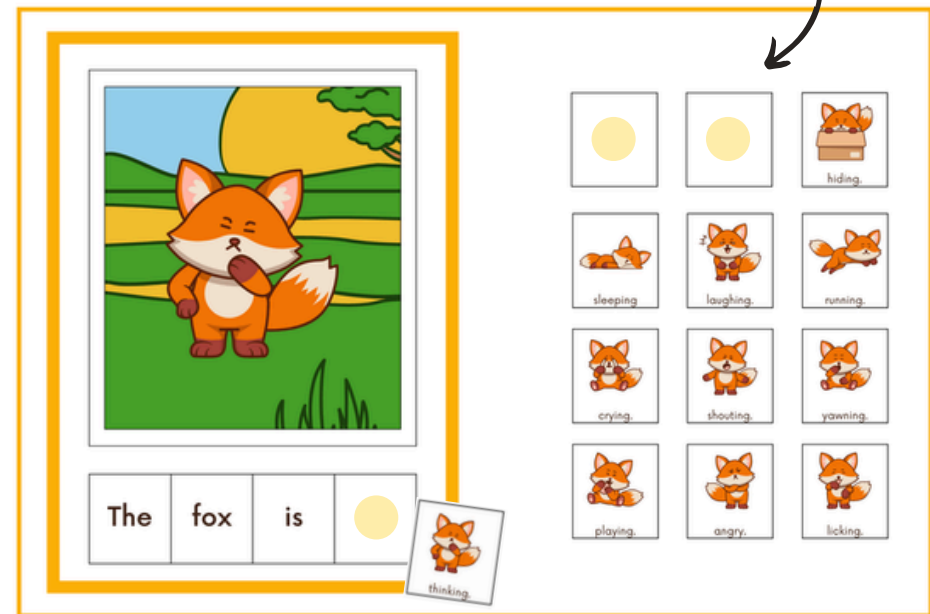 hiding.
sleeping
laughing.
running.
crying.
shouting.
yawning.
playing.
angry.
licking.
The fox is
thinking.